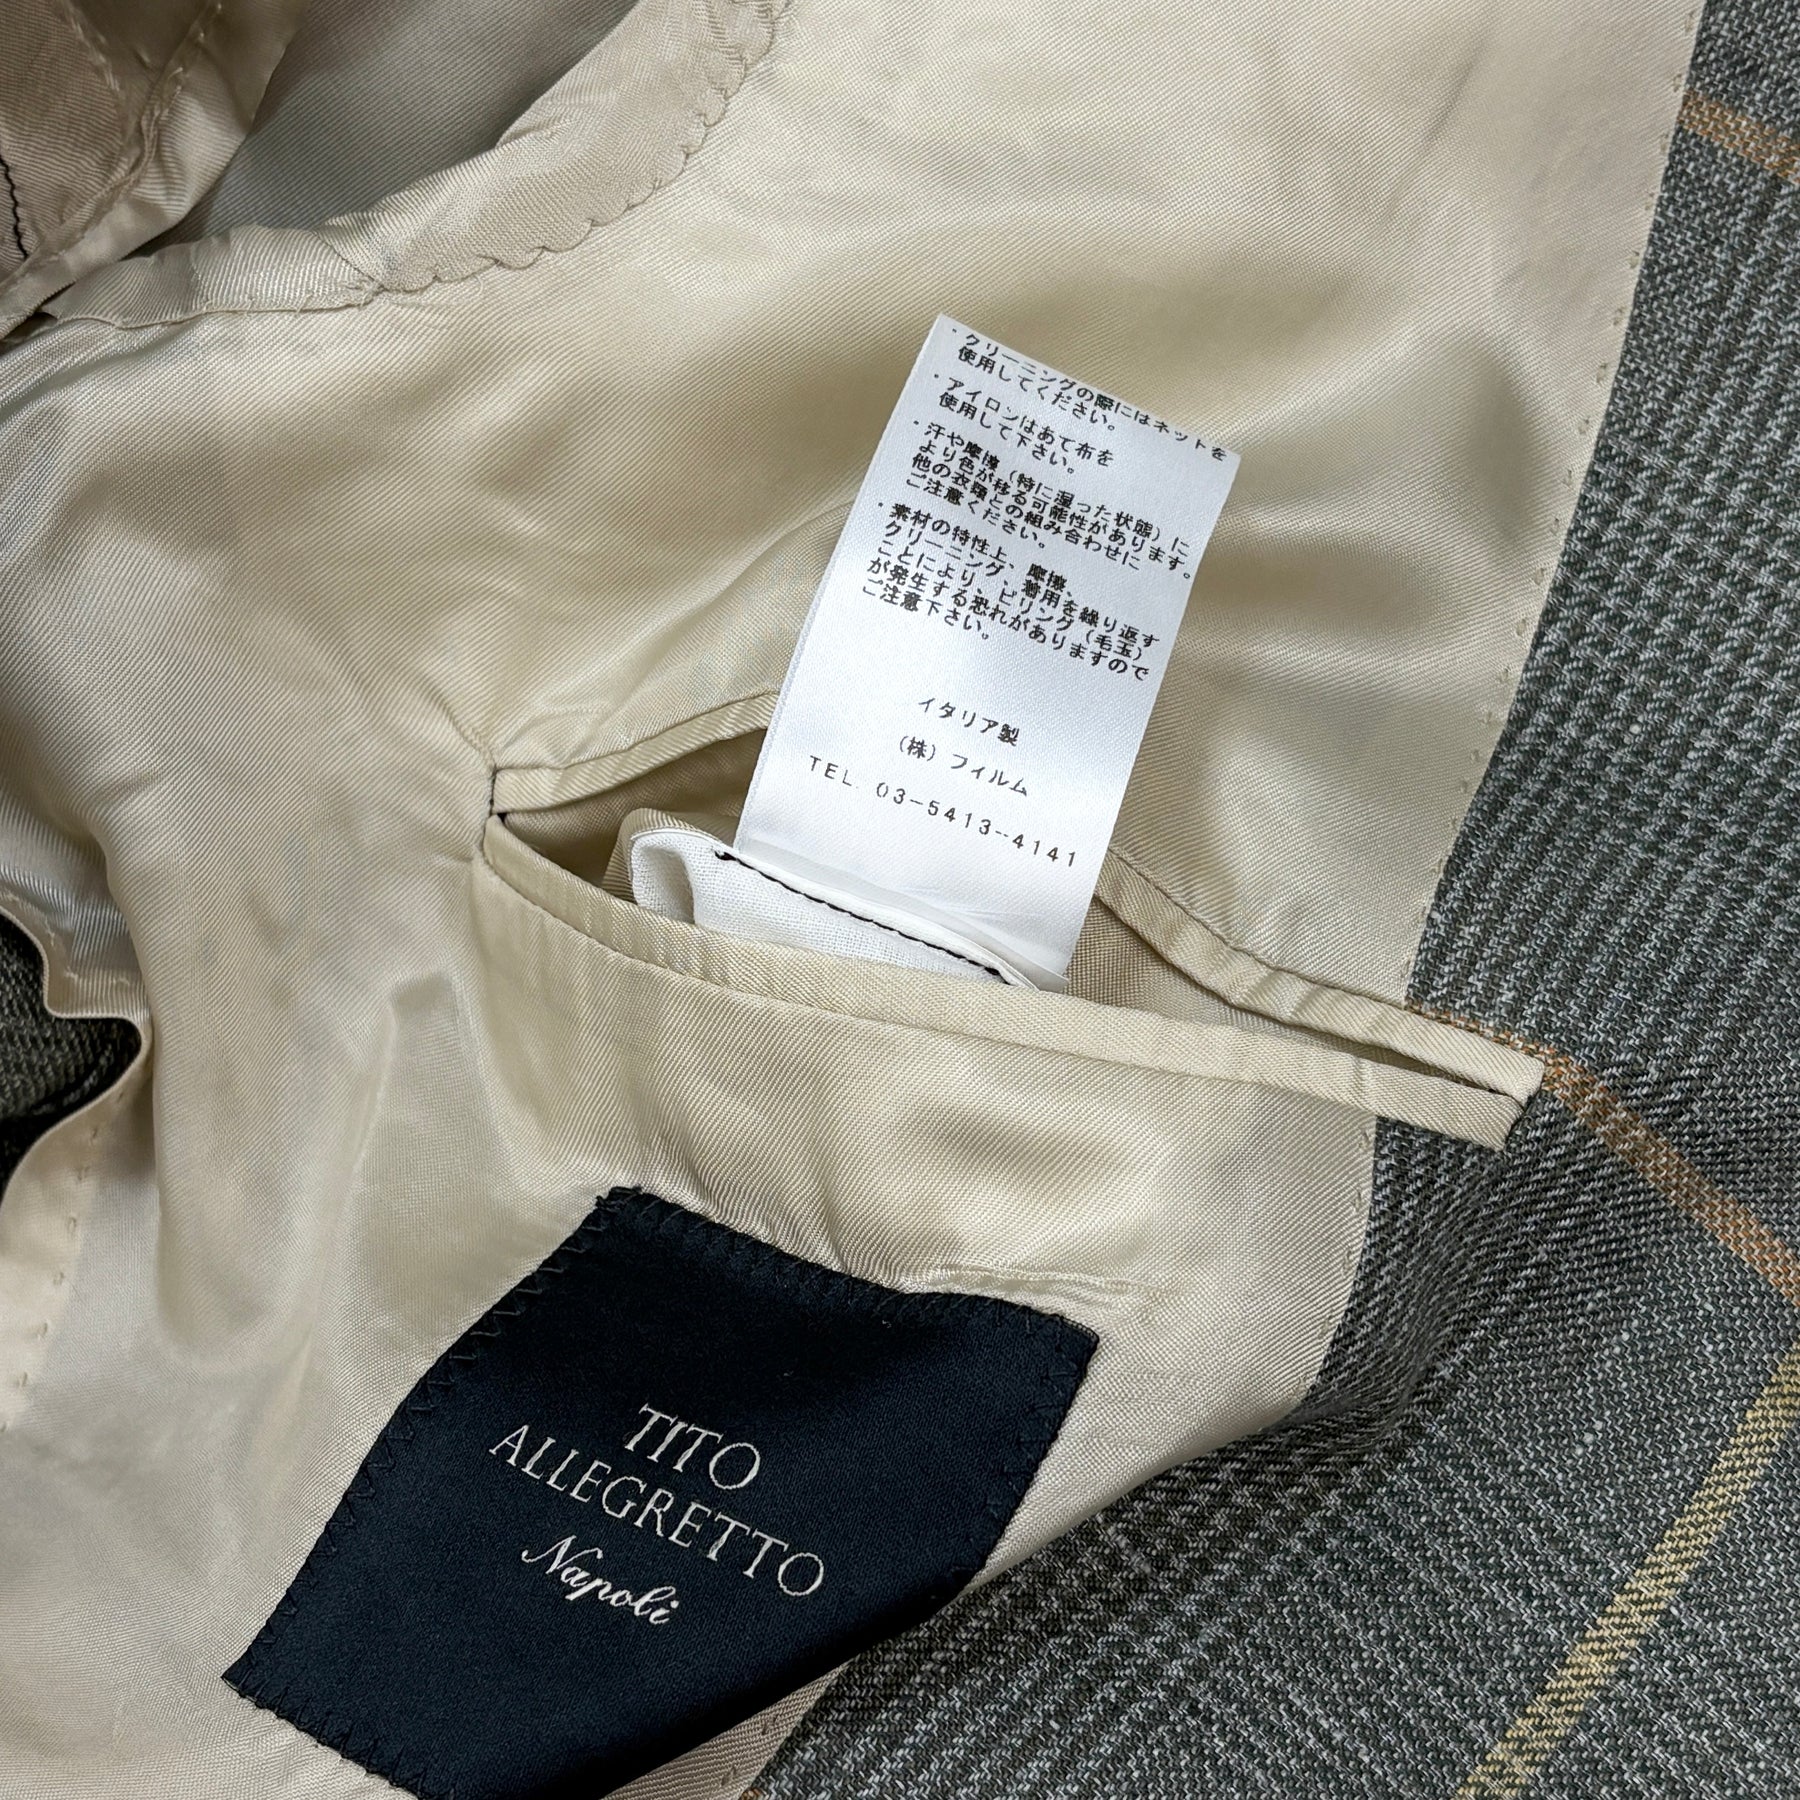 ・クリーニングの際にはネットを
使用してください。
・アイロンはあて布を
使用して下さい。
・汗や摩擦（特に湿った状態）に
より色が移る可能性があります。
他の衣類との組み合わせに
ご注意ください。
・素材の特性上、摩擦、
クリーニング、着用を繰り返す
ことにより、ピリング（毛玉）
が発生する恐れがありますので
ご注意下さい。
イタリア製
（株）フィルム
TEL. 03-5413-4141
TITO
ALLEGRETTO
Napoli